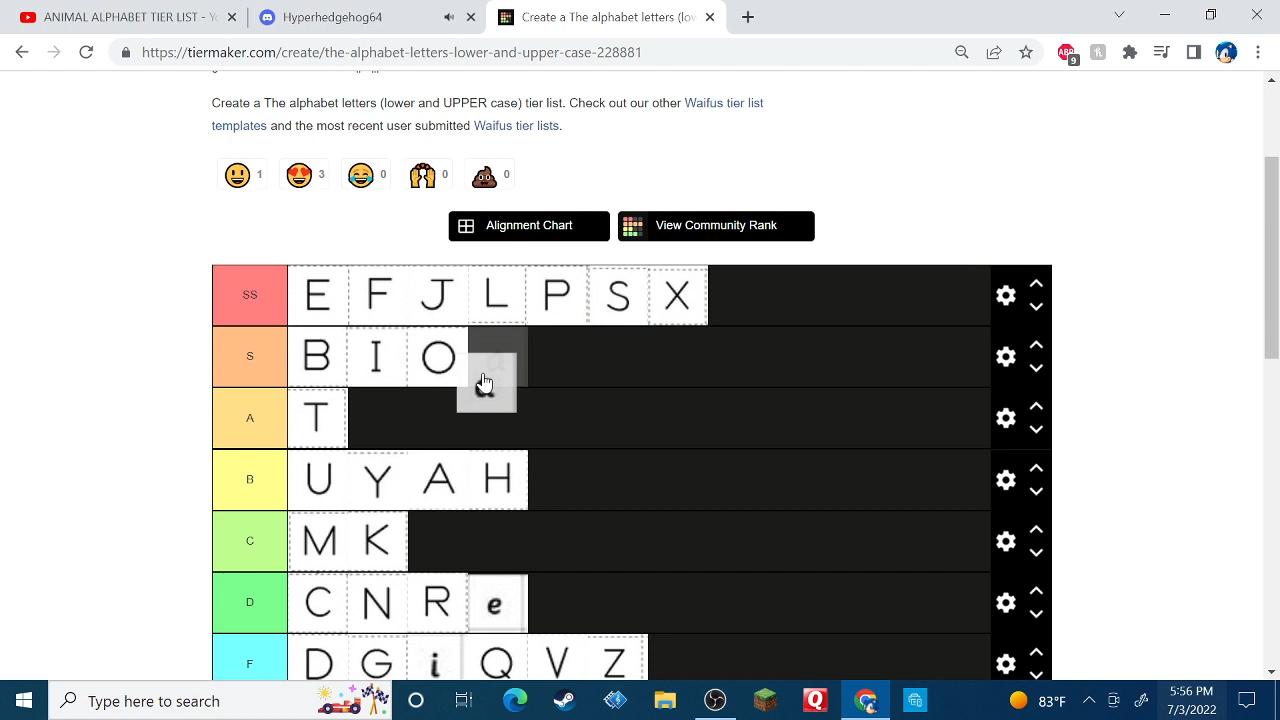 ANIMAL ALPHABET TIER LIST - Yo
Hyperhedgehog64
Create a The alphabet letters (low
https://tiermaker.com/create/the-alphabet-letters-lower-and-upper-case-228881
ABP
9
Create a The alphabet letters (lower and UPPER case) tier list. Check out our other Waifus tier list
templates and the most recent user submitted Waifus tier lists.
1
3
0
0
0
Alignment Chart
View Community Rank
SS E F J L P S X
S B I O
A T
B U Y A H
C M K
D C N R e
F D G i Q V Z
Type here to search
83°F
5:56 PM
7/3/2022